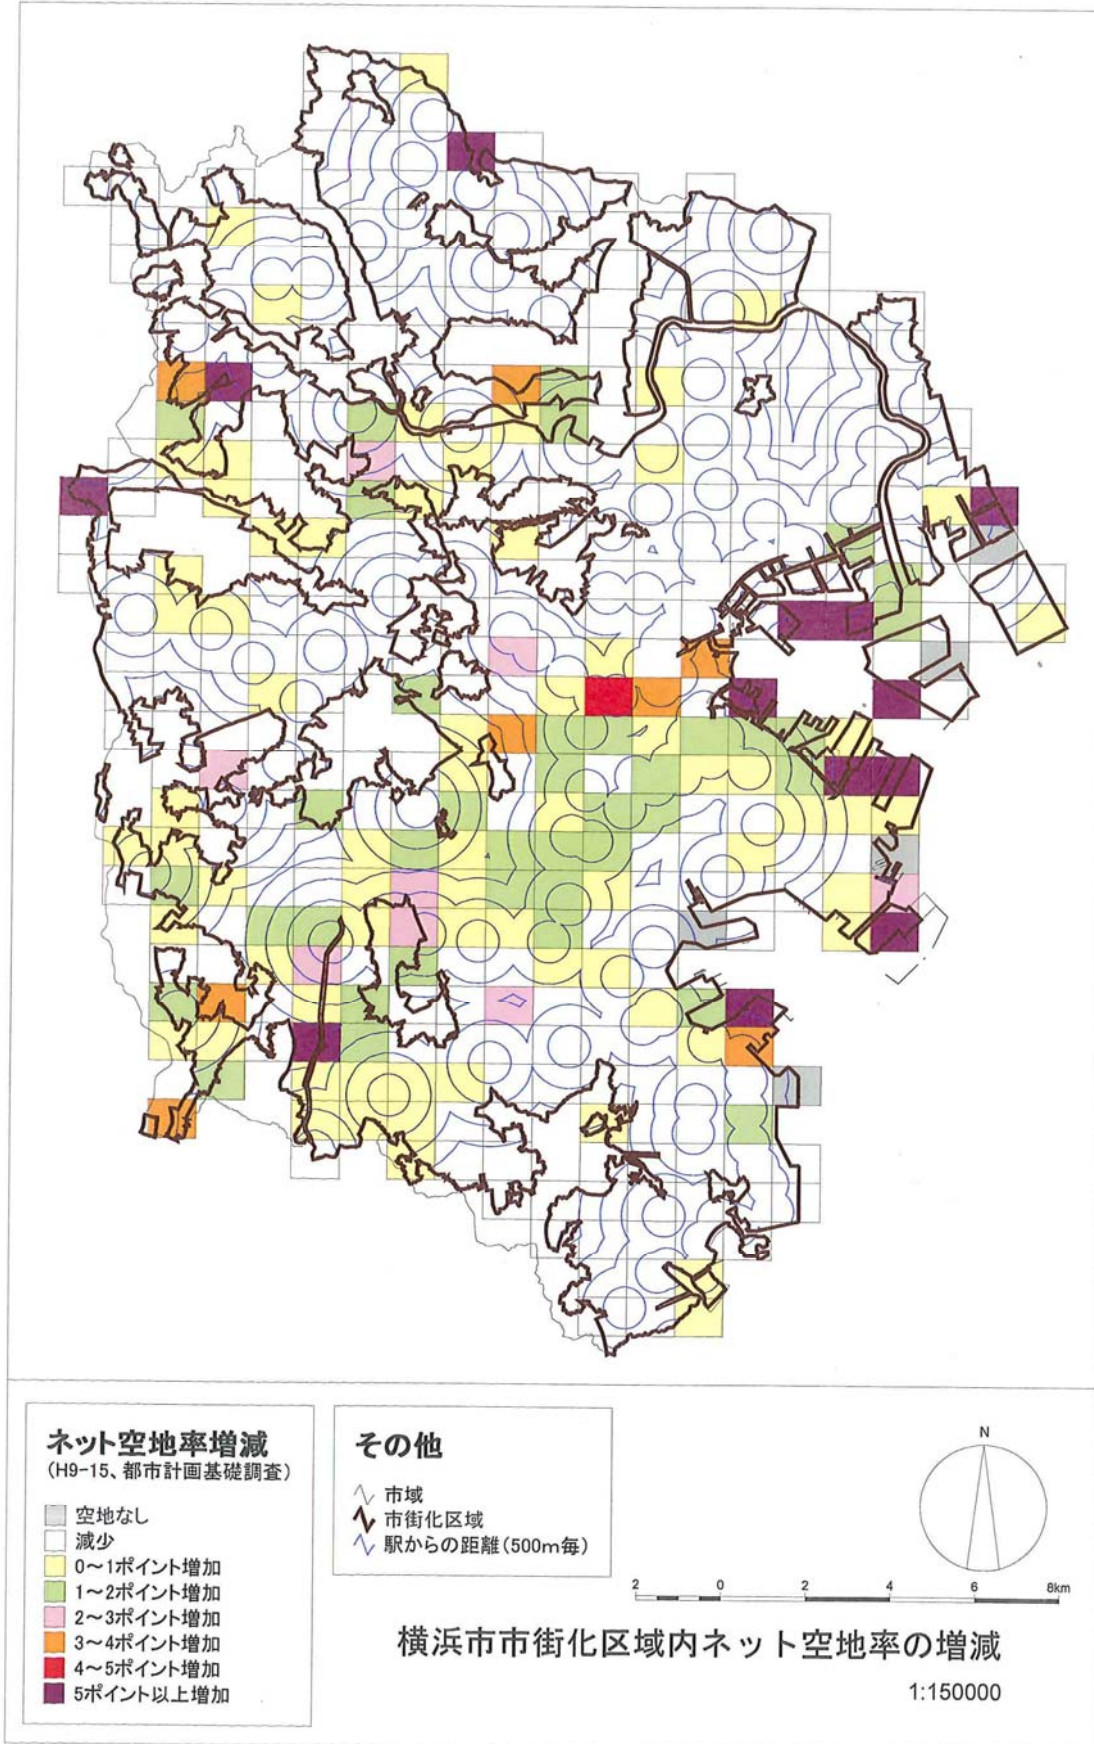 ネット空地率増減
(H9-15、都市計画基礎調査)
空地なし
減少
0～1ポイント増加
1～2ポイント増加
2～3ポイント増加
3～4ポイント増加
4～5ポイント増加
5ポイント以上増加
その他
市域
市街化区域
駅からの距離(500m毎)
N
2 0 2 4 6 8km
横浜市市街化区域内ネット空地率の増減
1:150000